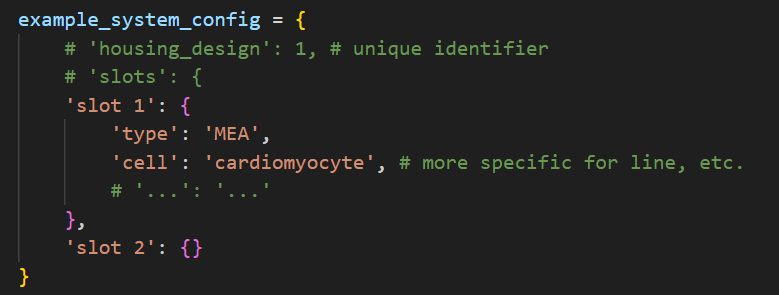 example_system_config = {
    # 'housing_design': 1, # unique identifier
    # 'slots': {
    'slot 1': {
        'type': 'MEA',
        'cell': 'cardiomyocyte', # more specific for line, etc.
        # '...': '...'
    },
    'slot 2': {}
}